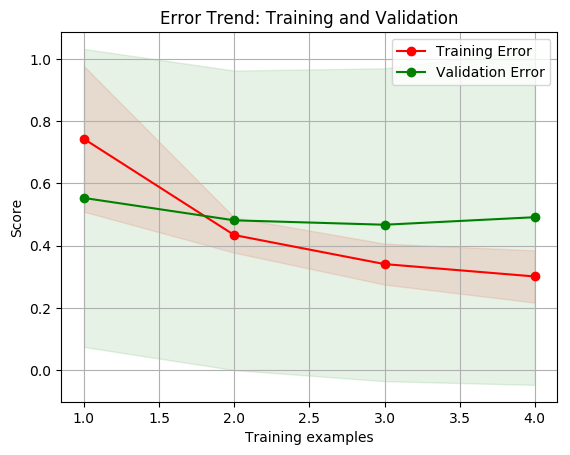 Error Trend: Training and Validation
Training Error
Validation Error
Score
1.0
0.8
0.6
0.4
0.2
0.0
1.0 1.5 2.0 2.5 3.0 3.5 4.0
Training examples